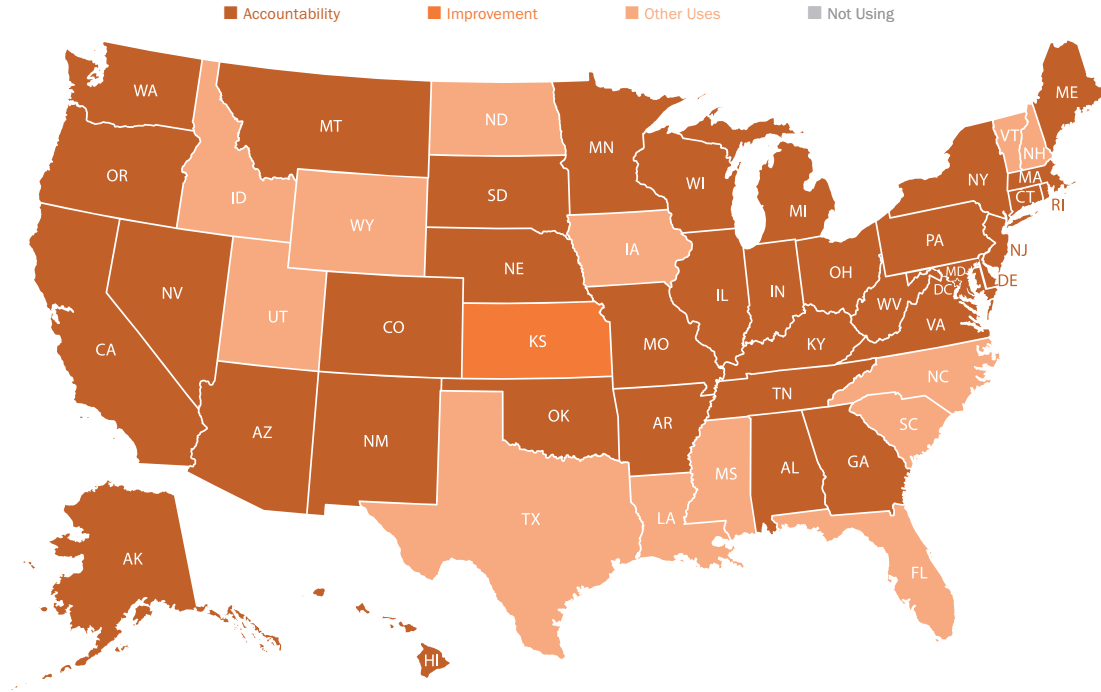 Accountability Improvement Other Uses Not Using
WA
MT
ND
MN
ME
VT
NH
OR
ID
SD
WI
MI
NY
MA
CT
RI
WY
IA
PA
NJ
NE
NV
UT
CO
IL
IN
OH
MD
DE
DC
WV
VA
CA
KS
MO
KY
AZ
NM
OK
AR
TN
NC
SC
MS
AL
GA
TX
LA
FL
AK
HI